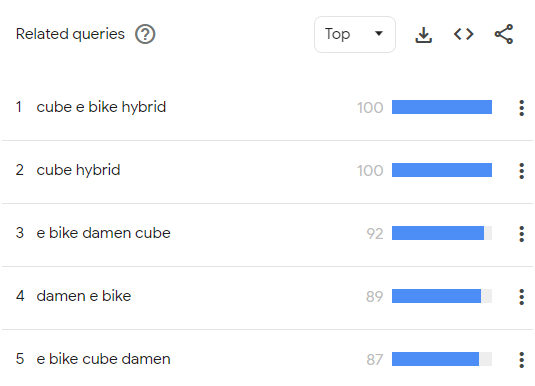 Related queries ?
Top
1 cube e bike hybrid 100
2 cube hybrid 100
3 e bike damen cube 92
4 damen e bike 89
5 e bike cube damen 87